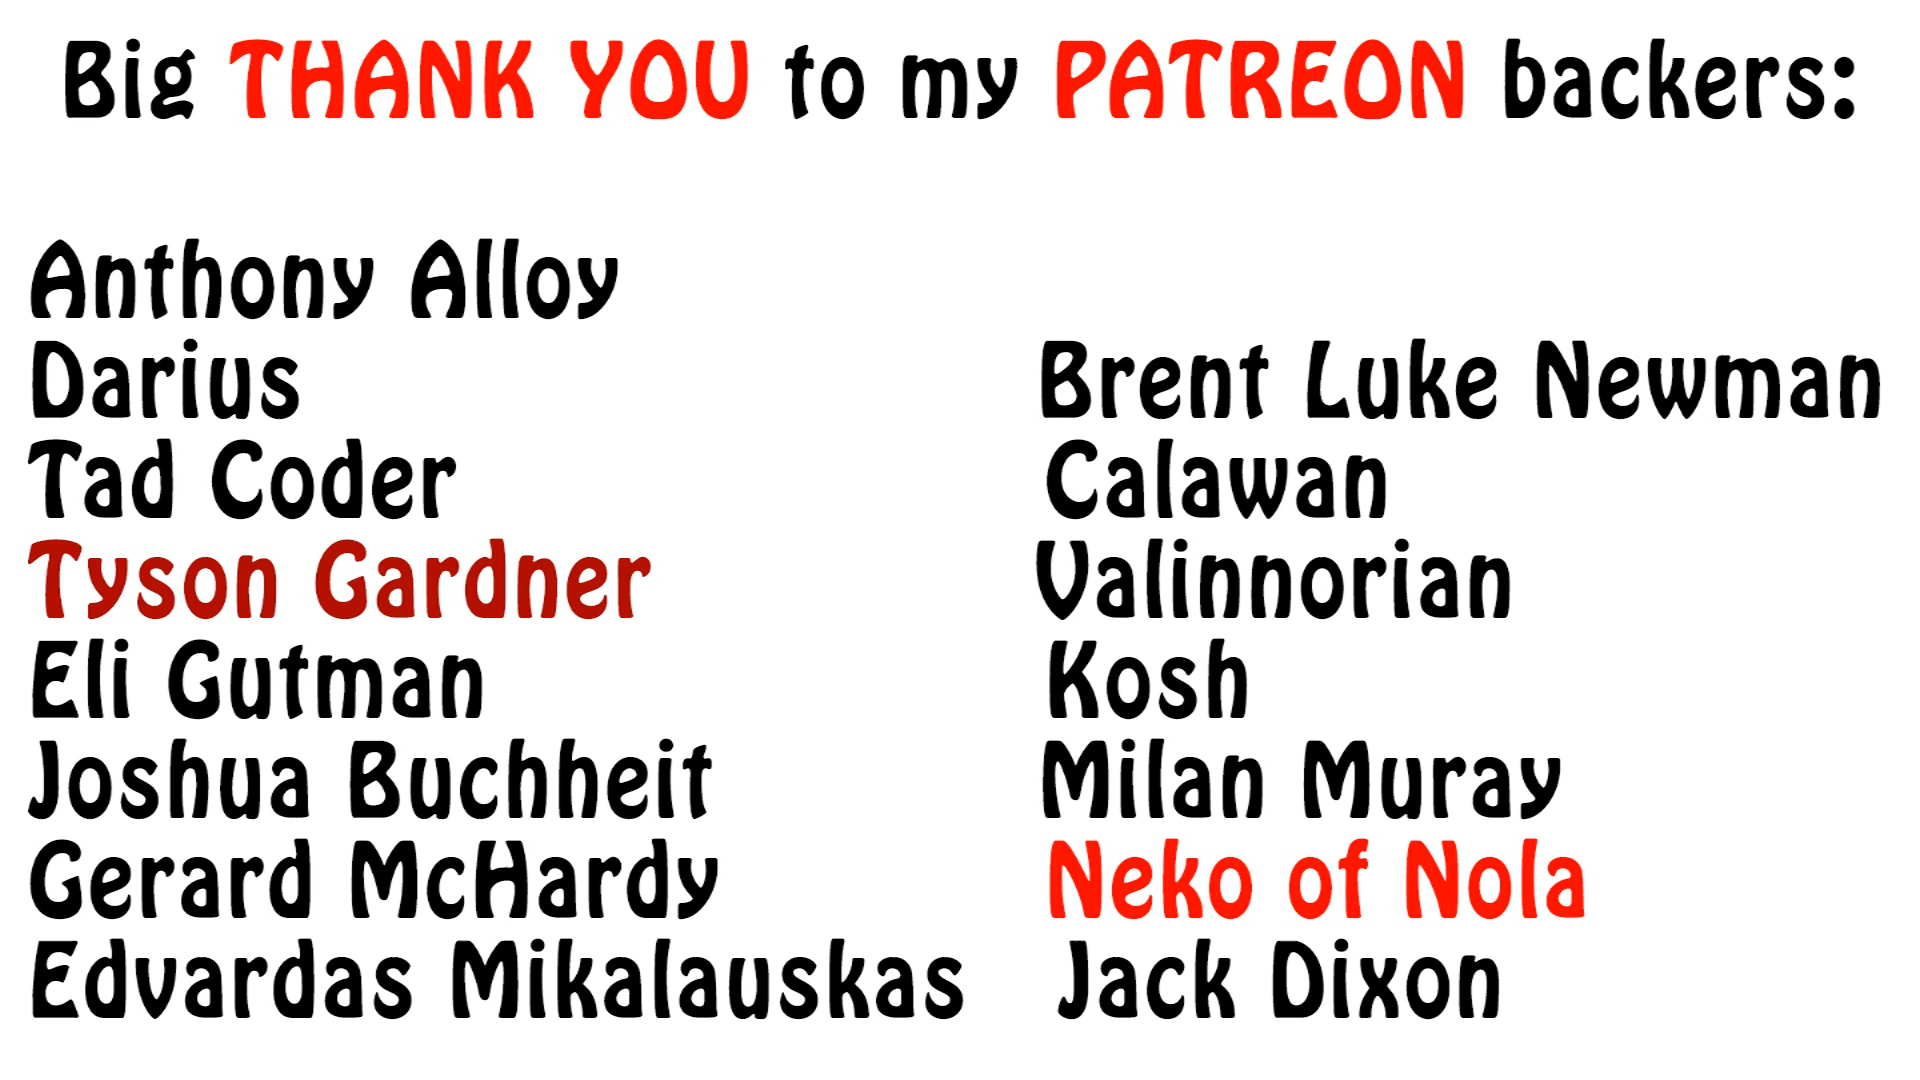 Big THANK YOU to my PATREON backers:
Anthony Alloy
Darius
Tad Coder
Tyson Gardner
Eli Gutman
Joshua Buchheit
Gerard McHardy
Edvardas Mikalauskas
Brent Luke Newman
Calawan
Valinnorian
Kosh
Milan Muray
Neko of Nola
Jack Dixon